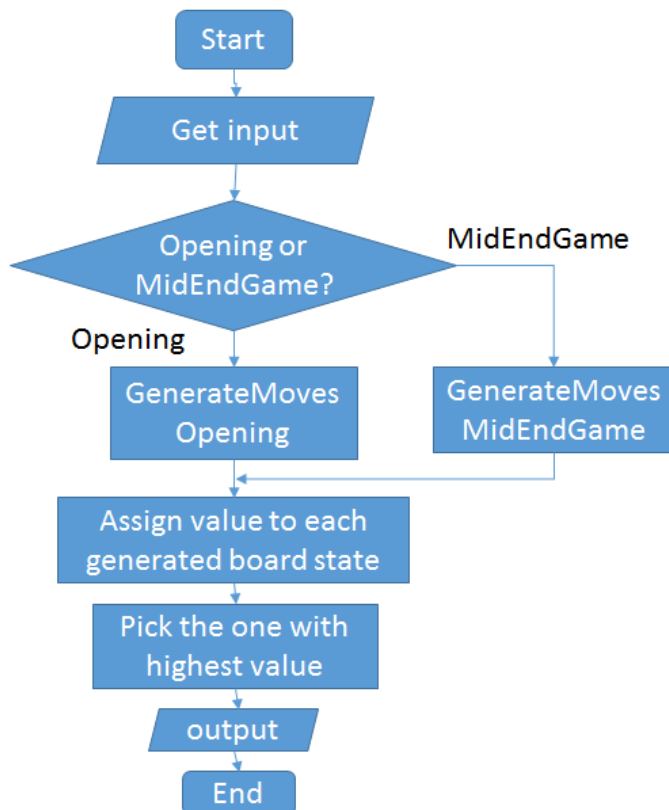 Start
Get input
Opening or
MidEndGame?
MidEndGame
Opening
GenerateMoves
Opening
GenerateMoves
MidEndGame
Assign value to each
generated board state
Pick the one with
highest value
output
End